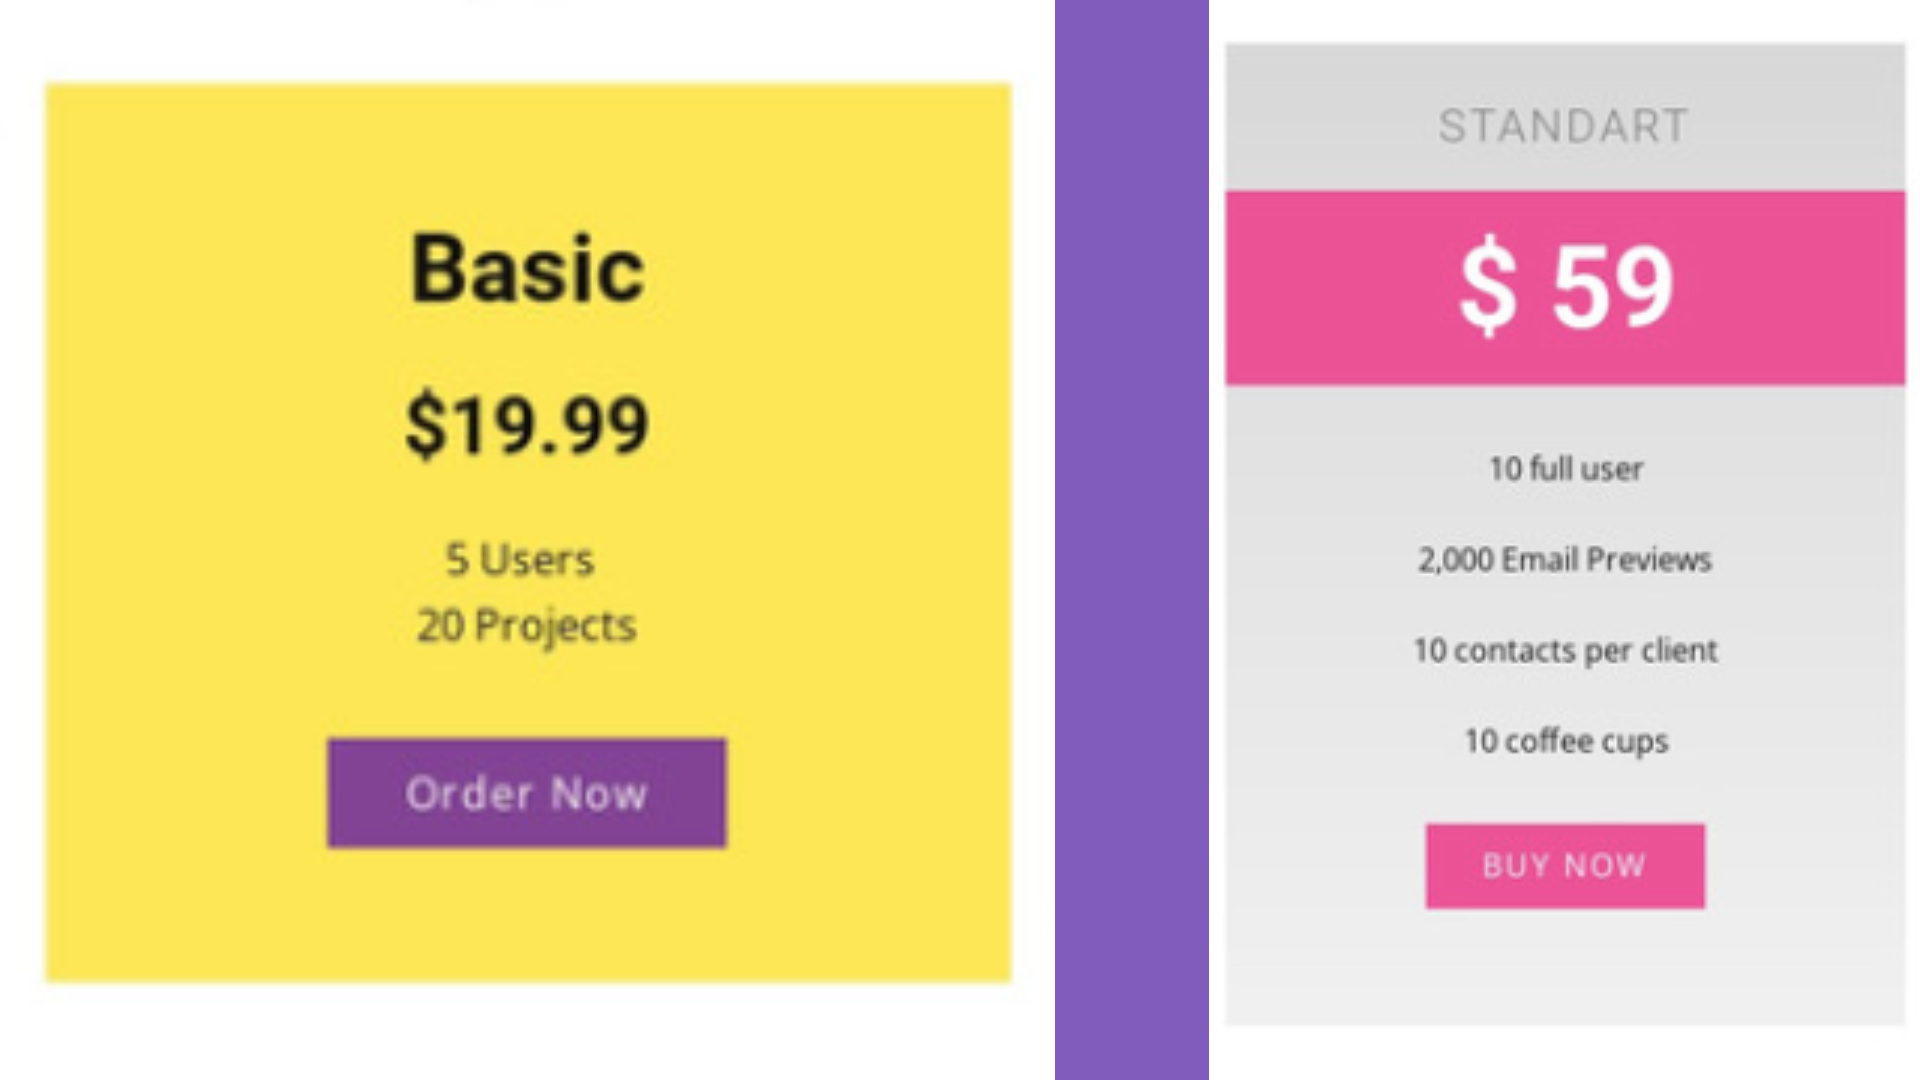 Basic
$19.99
5 Users
20 Projects
Order Now
STANDART
$ 59
10 full user
2,000 Email Previews
10 contacts per client
10 coffee cups
BUY NOW